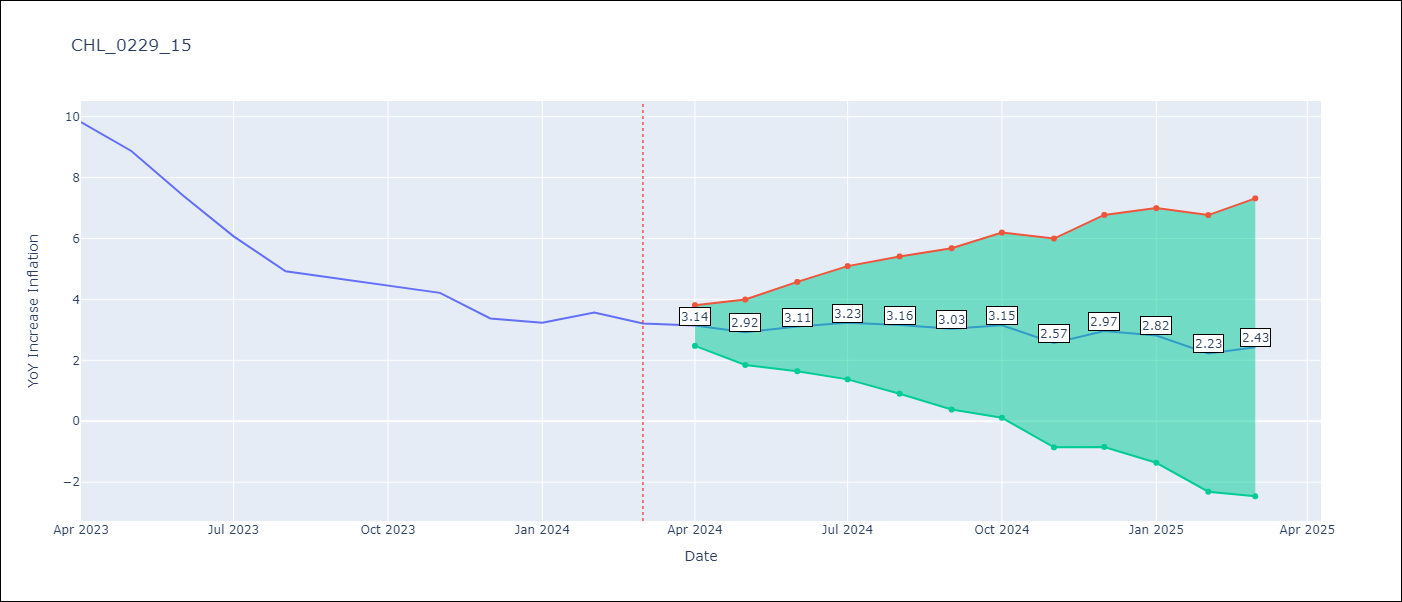 CHL_0229_15
YoY Increase Inflation
10
8
6
4
2
0
−2
3.14
2.92
3.11
3.23
3.16
3.03
3.15
2.57
2.97
2.82
2.23
2.43
Apr 2023
Jul 2023
Oct 2023
Jan 2024
Apr 2024
Jul 2024
Oct 2024
Jan 2025
Apr 2025
Date